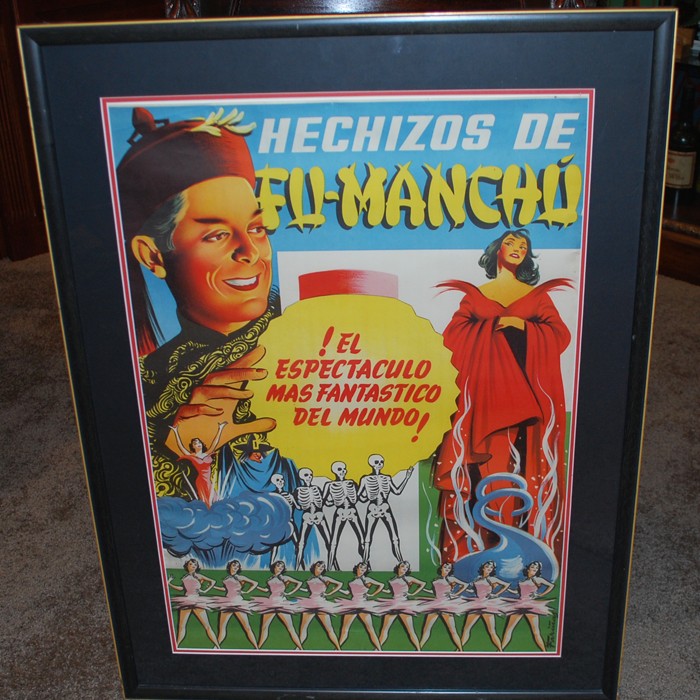 HECHIZOS DE
FU-MANCHÚ
!EL
ESPECTACULO
MAS FANTASTICO
DEL MUNDO!